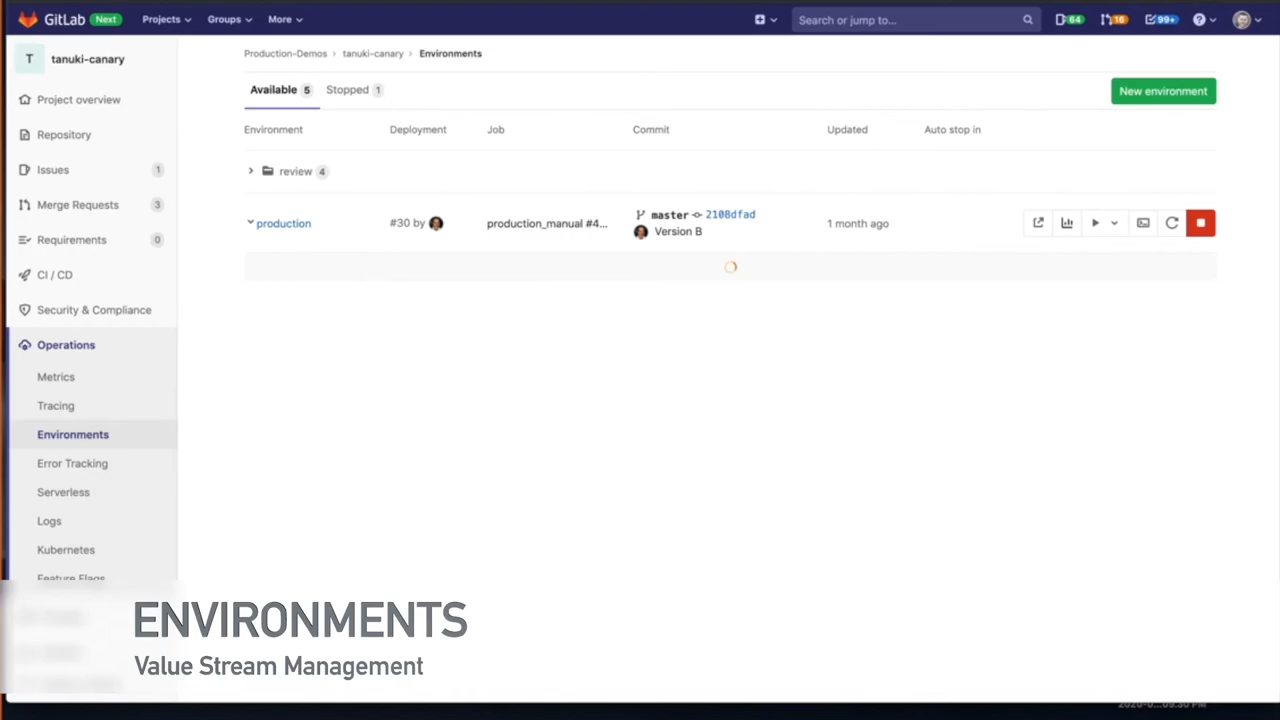 GitLab Next Projects Groups More Search or jump to... 64 16 99+
T tanuki-canary
Project overview
Repository
Issues 1
Merge Requests 3
Requirements 0
CI / CD
Security & Compliance
Operations
Metrics
Tracing
Environments
Error Tracking
Serverless
Logs
Kubernetes
Feature Flags
Production-Demos › tanuki-canary › Environments
Available 5 Stopped 1 New environment
Environment Deployment Job Commit Updated Auto stop in
review 4
production #30 by production_manual #4... master 2108dfad 1 month ago
Version B
ENVIRONMENTS
Value Stream Management